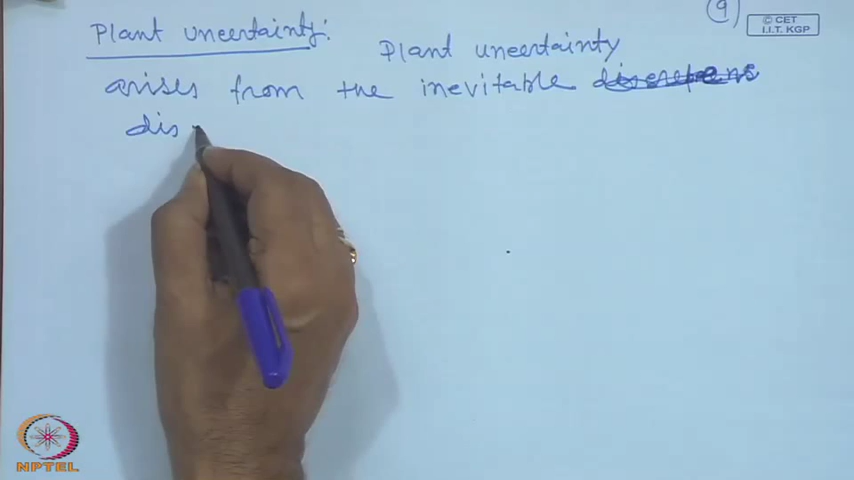 9
© CET
I.I.T. KGP
Plant uncertainty: Plant uncertainty
arises from the inevitable
dis
NPTEL